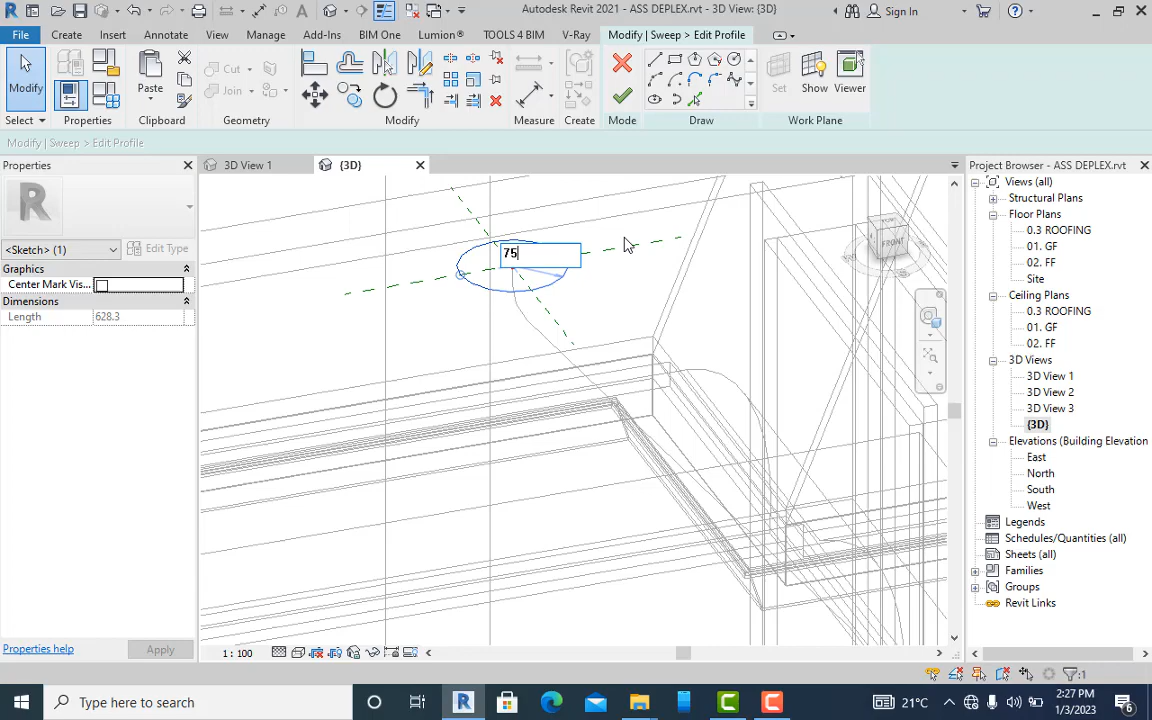 Autodesk Revit 2021 - ASS DEPLEX.rvt - 3D View: {3D}
Sign In
File Create Insert Annotate View Manage Add-Ins BIM One Lumion® TOOLS 4 BIM V-Ray Modify | Sweep > Edit Profile
Modify
Paste
Cut
Join
Set Show Viewer
Select Properties Clipboard Geometry Modify Measure Create Mode Draw Work Plane
Modify | Sweep > Edit Profile
Properties
3D View 1
{3D}
Project Browser - ASS DEPLEX.rvt
<Sketch> (1)
Edit Type
Graphics
Center Mark Vis...
Dimensions
Length 628.3
75
FRONT
Views (all)
Structural Plans
Floor Plans
0.3 ROOFING
01. GF
02. FF
Site
Ceiling Plans
0.3 ROOFING
01. GF
02. FF
3D Views
3D View 1
3D View 2
3D View 3
{3D}
Elevations (Building Elevation
East
North
South
West
Legends
Schedules/Quantities (all)
Sheets (all)
Families
Groups
Revit Links
Properties help
Apply
1 : 100
:1
Type here to search
21°C
2:27 PM
1/3/2023
6